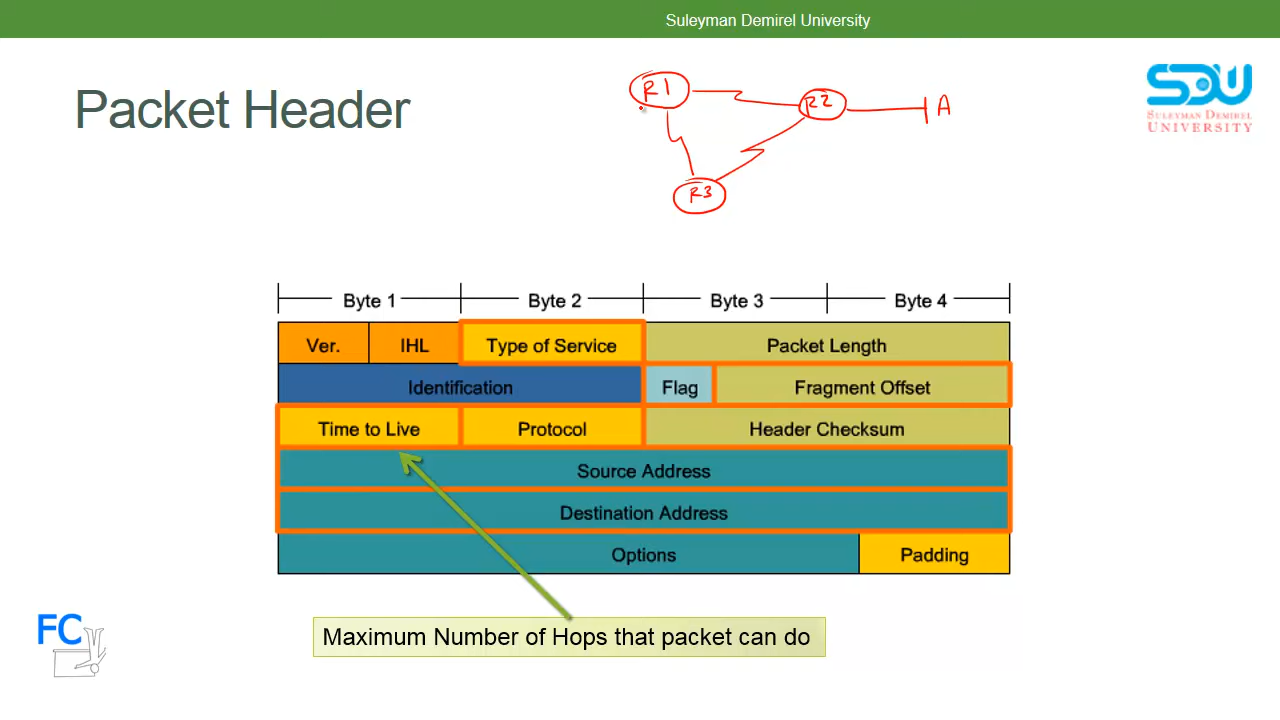 Suleyman Demirel University
Packet Header
R1
R2
A
R3
SDU
SULEYMAN DEMIREL
UNIVERSITY
Byte 1 Byte 2 Byte 3 Byte 4
Ver. IHL Type of Service Packet Length
Identification Flag Fragment Offset
Time to Live Protocol Header Checksum
Source Address
Destination Address
Options Padding
Maximum Number of Hops that packet can do
FC